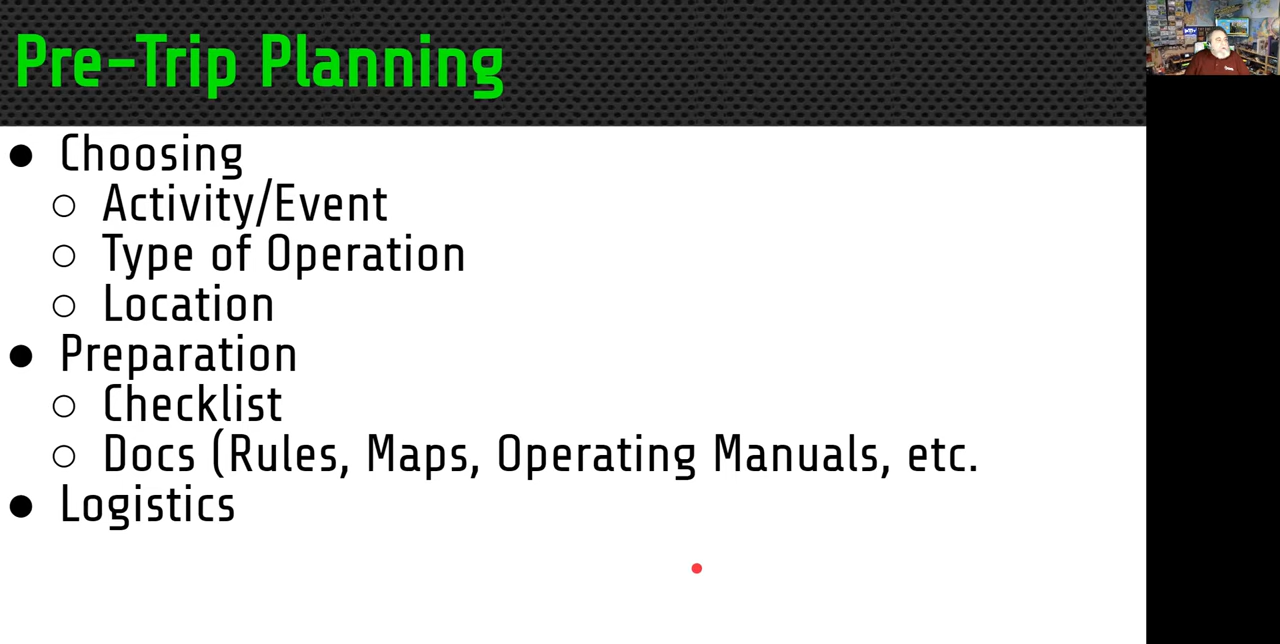 Pre-Trip Planning
● Choosing
○ Activity/Event
○ Type of Operation
○ Location
● Preparation
○ Checklist
○ Docs (Rules, Maps, Operating Manuals, etc.
● Logistics